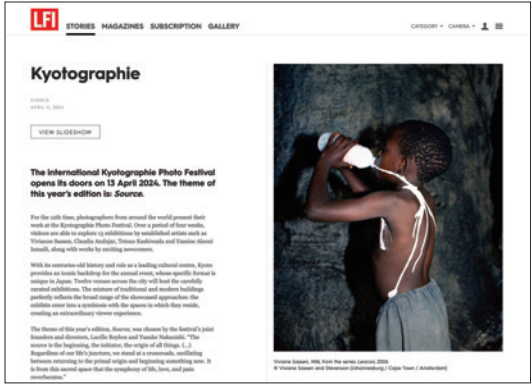 LFI
STORIES MAGAZINES SUBSCRIPTION GALLERY
CATEGORY CAMERA
Kyotographie
EVENTS
APRIL 11, 2024
VIEW SLIDESHOW
The international Kyotographie Photo Festival
opens its doors on 13 April 2024. The theme of
this year's edition is: Source.
For the 12th time, photographers from around the world present their
work at the Kyotographie Photo Festival. Over a period of four weeks,
visitors are able to explore 13 exhibitions by established artists such as
Viviane Sassen, Claudia Andujar, Tetsuo Kashiwada and Yassine Alaoui
Ismaili, along with works by exciting newcomers.
With its centuries-old history and role as a leading cultural centre, Kyoto
provides an iconic backdrop for the annual event, whose specific format is
unique in Japan. Twelve venues across the city will host the carefully
curated exhibitions. The mixture of traditional and modern buildings
perfectly reflects the broad range of the showcased approaches: the
exhibits enter into a symbiosis with the spaces in which they reside,
creating an extraordinary viewer experience.
The theme of this year's edition, Source, was chosen by the festival's joint
founders and directors, Lucille Reyboz and Yusuke Nakanishi. "The
source is the beginning, the initiator, the origin of all things. (...)
Regardless of our life's juncture, we stand at a crossroads, oscillating
between returning to the primal origin and beginning something new. It
is from this sacred space that the symphony of life, love, and pain
reverberates."
Viviane Sassen, Milk, from the series Lexicon, 2006
© Viviane Sassen and Stevenson (Johannesburg / Cape Town / Amsterdam)